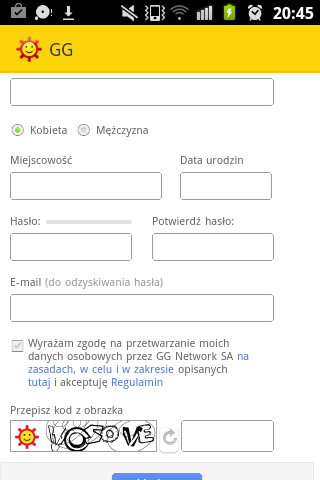 20:45
GG
Kobieta Mężczyzna
Miejscowość Data urodzin
Hasło: Potwierdź hasło:
E-mail (do odzyskiwania hasła)
Wyrażam zgodę na przetwarzanie moich
danych osobowych przez GG Network SA na
zasadach, w celu i w zakresie opisanych
tutaj i akceptuję Regulamin
Przepisz kod z obrazka